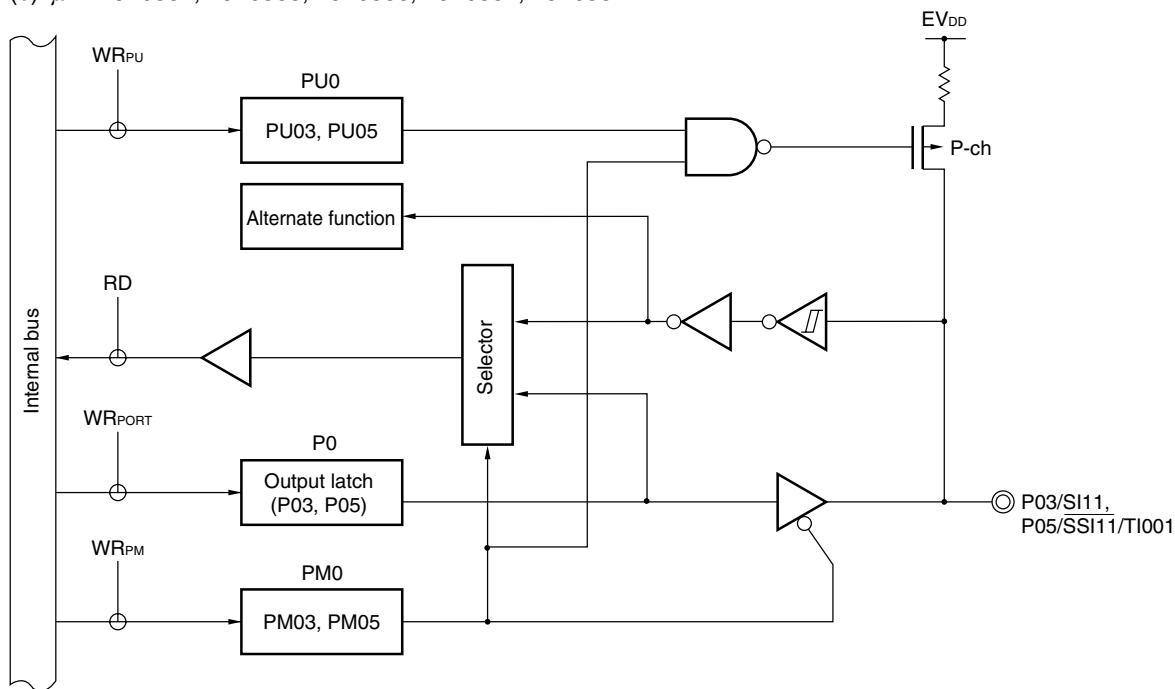 EVDD
WRPU
PU0
PU03, PU05
P-ch
Alternate function
RD
Selector
Internal bus
WRPORT
P0
Output latch
(P03, P05)
P03/SI11,
P05/SSI11/TI001
WRPM
PM0
PM03, PM05